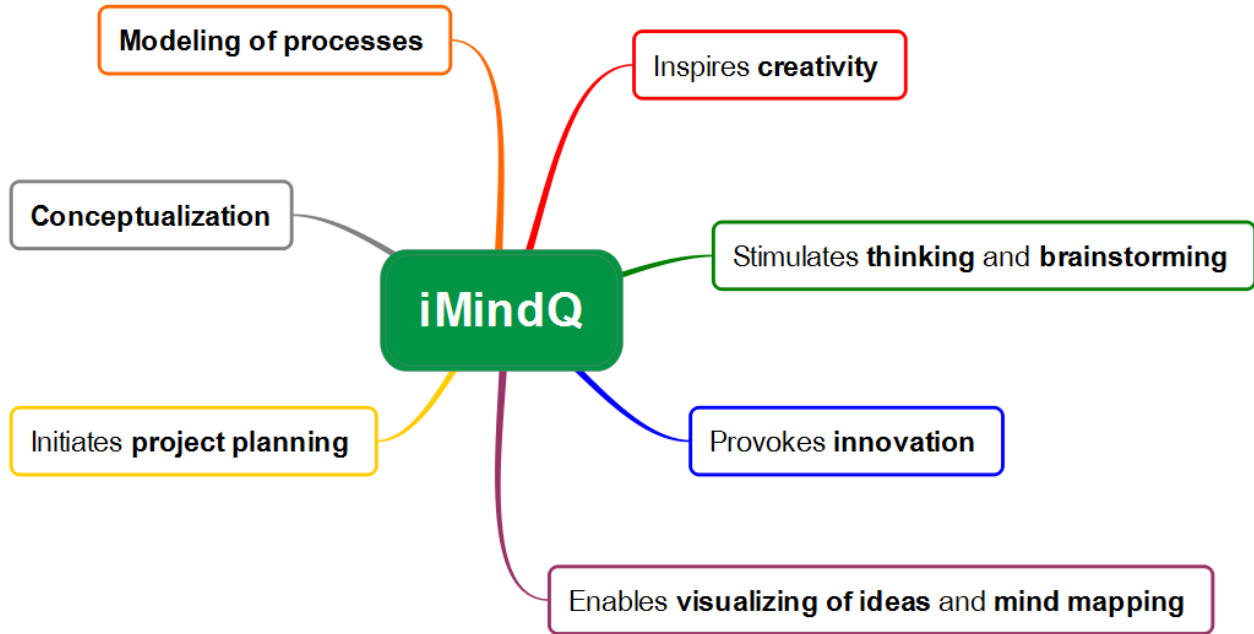 Modeling of processes
Inspires creativity
Conceptualization
Stimulates thinking and brainstorming
iMindQ
Initiates project planning
Provokes innovation
Enables visualizing of ideas and mind mapping